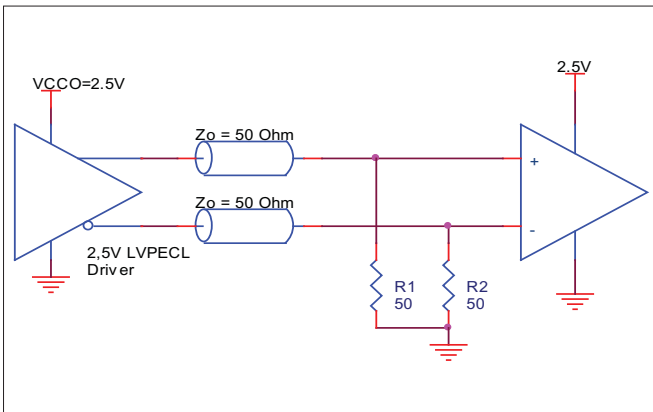 VCCO=2.5V
2.5V
Zo = 50 Ohm
+
Zo = 50 Ohm
-
2,5V LVPECL
Driver
R1
50
R2
50